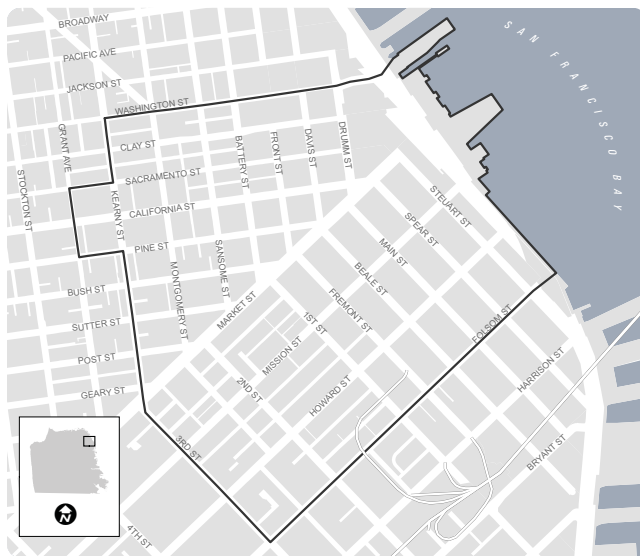 BROADWAY
PACIFIC AVE
JACKSON ST
WASHINGTON ST
CLAY ST
SACRAMENTO ST
CALIFORNIA ST
PINE ST
BUSH ST
SUTTER ST
POST ST
GEARY ST
STOCKTON ST
GRANT AVE
KEARNY ST
MONTGOMERY ST
SANSOME ST
BATTERY ST
FRONT ST
DAVIS ST
DRUMM ST
SAN FRANCISCO BAY
STEUART ST
SPEAR ST
MAIN ST
BEALE ST
FREMONT ST
1ST ST
2ND ST
3RD ST
4TH ST
MARKET ST
MISSION ST
HOWARD ST
FOLSOM ST
HARRISON ST
BRYANT ST
N